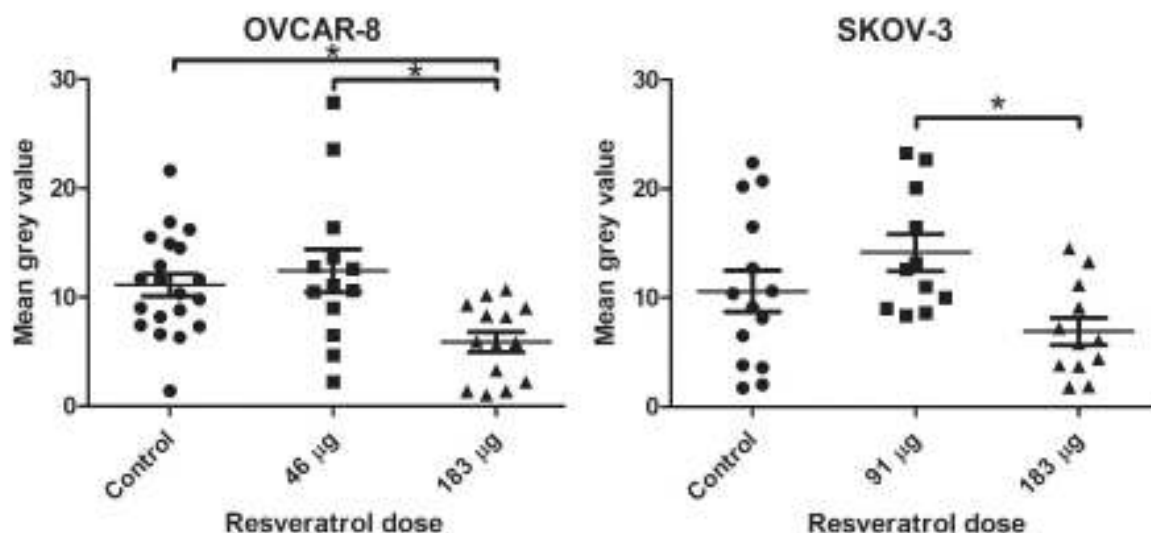 OVCAR-8
*
*
Mean grey value
30
20
10
0
Control
46 µg
183 µg
Resveratrol dose
SKOV-3
*
Mean grey value
30
20
10
0
Control
91 µg
183 µg
Resveratrol dose